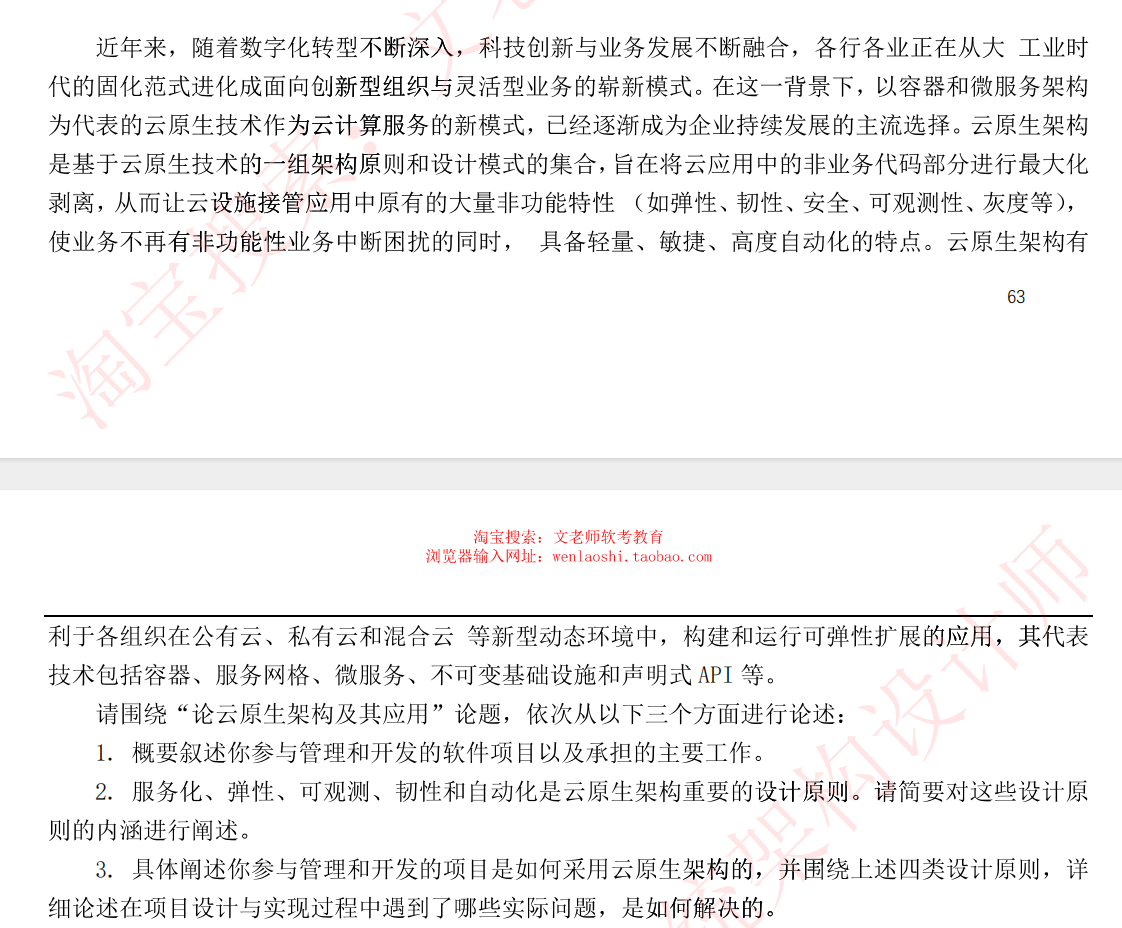 近年来，随着数字化转型不断深入，科技创新与业务发展不断融合，各行各业正在从大 工业时
代的固化范式进化成面向创新型组织与灵活型业务的崭新模式。在这一背景下，以容器和微服务架构
为代表的云原生技术作为云计算服务的新模式，已经逐渐成为企业持续发展的主流选择。云原生架构
是基于云原生技术的一组架构原则和设计模式的集合，旨在将云应用中的非业务代码部分进行最大化
剥离，从而让云设施接管应用中原有的大量非功能特性 （如弹性、韧性、安全、可观测性、灰度等），
使业务不再有非功能性业务中断困扰的同时， 具备轻量、敏捷、高度自动化的特点。云原生架构有
63
淘宝搜索：文老
淘宝搜索：文老师软考教育
浏览器输入网址：wenlaoshi.taobao.com
利于各组织在公有云、私有云和混合云 等新型动态环境中，构建和运行可弹性扩展的应用，其代表
技术包括容器、服务网格、微服务、不可变基础设施和声明式 API 等。
请围绕“论云原生架构及其应用”论题，依次从以下三个方面进行论述：
1. 概要叙述你参与管理和开发的软件项目以及承担的主要工作。
2. 服务化、弹性、可观测、韧性和自动化是云原生架构重要的设计原则。请简要对这些设计原
则的内涵进行阐述。
3. 具体阐述你参与管理和开发的项目是如何采用云原生架构的，并围绕上述四类设计原则，详
细论述在项目设计与实现过程中遇到了哪些实际问题，是如何解决的。
统架构设计师